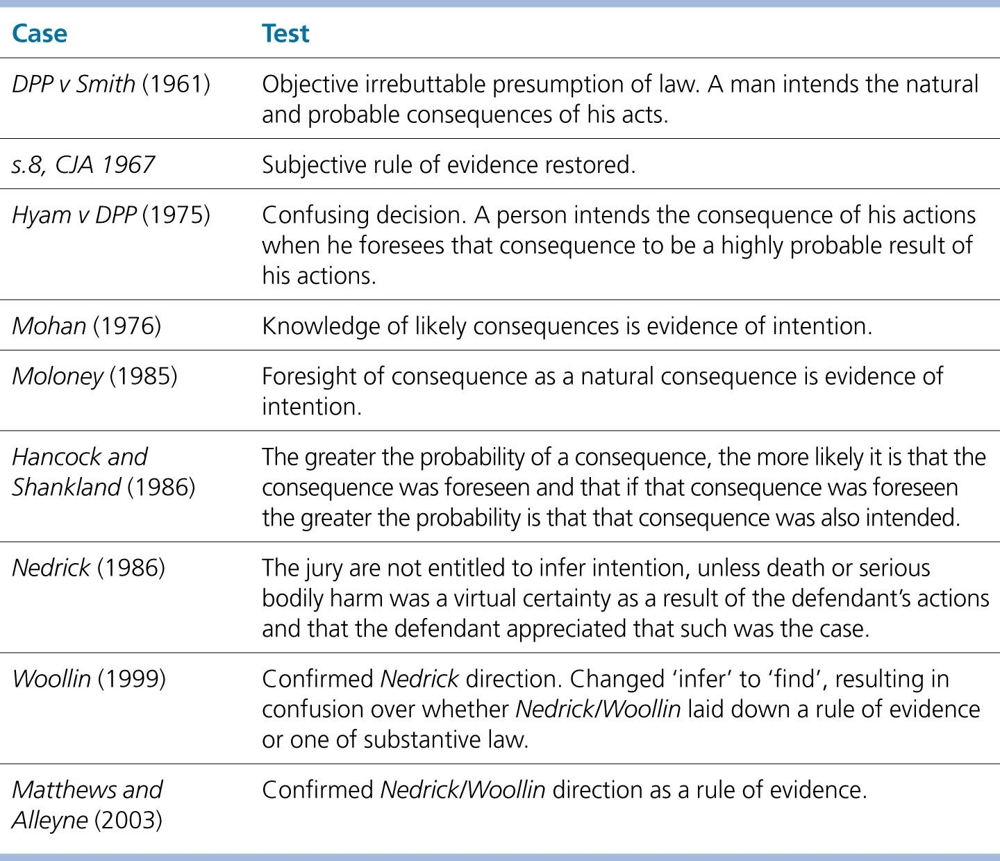 Case Test
DPP v Smith (1961) Objective irrebuttable presumption of law. A man intends the natural
and probable consequences of his acts.
s.8, CJA 1967 Subjective rule of evidence restored.
Hyam v DPP (1975) Confusing decision. A person intends the consequence of his actions
when he foresees that consequence to be a highly probable result of
his actions.
Mohan (1976) Knowledge of likely consequences is evidence of intention.
Moloney (1985) Foresight of consequence as a natural consequence is evidence of
intention.
Hancock and The greater the probability of a consequence, the more likely it is that the
Shankland (1986) consequence was foreseen and that if that consequence was foreseen
the greater the probability is that that consequence was also intended.
Nedrick (1986) The jury are not entitled to infer intention, unless death or serious
bodily harm was a virtual certainty as a result of the defendant’s actions
and that the defendant appreciated that such was the case.
Woollin (1999) Confirmed Nedrick direction. Changed ‘infer’ to ‘find’, resulting in
confusion over whether Nedrick/Woollin laid down a rule of evidence
or one of substantive law.
Matthews and Confirmed Nedrick/Woollin direction as a rule of evidence.
Alleyne (2003)